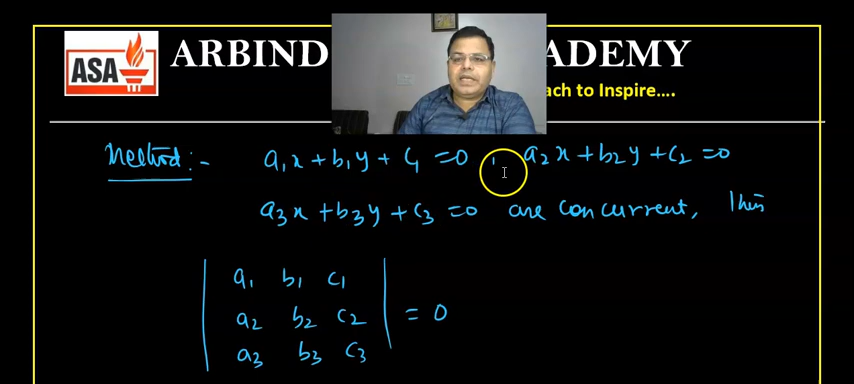 ASA ARBIND ADEMY
ach to Inspire....
Method :- a₁x + b₁y + c₁ = 0 , a₂x + b₂y + c₂ = 0
a₃x + b₃y + c₃ = 0 are concurrent, then
a₁ b₁ c₁
a₂ b₂ c₂ = 0
a₃ b₃ c₃